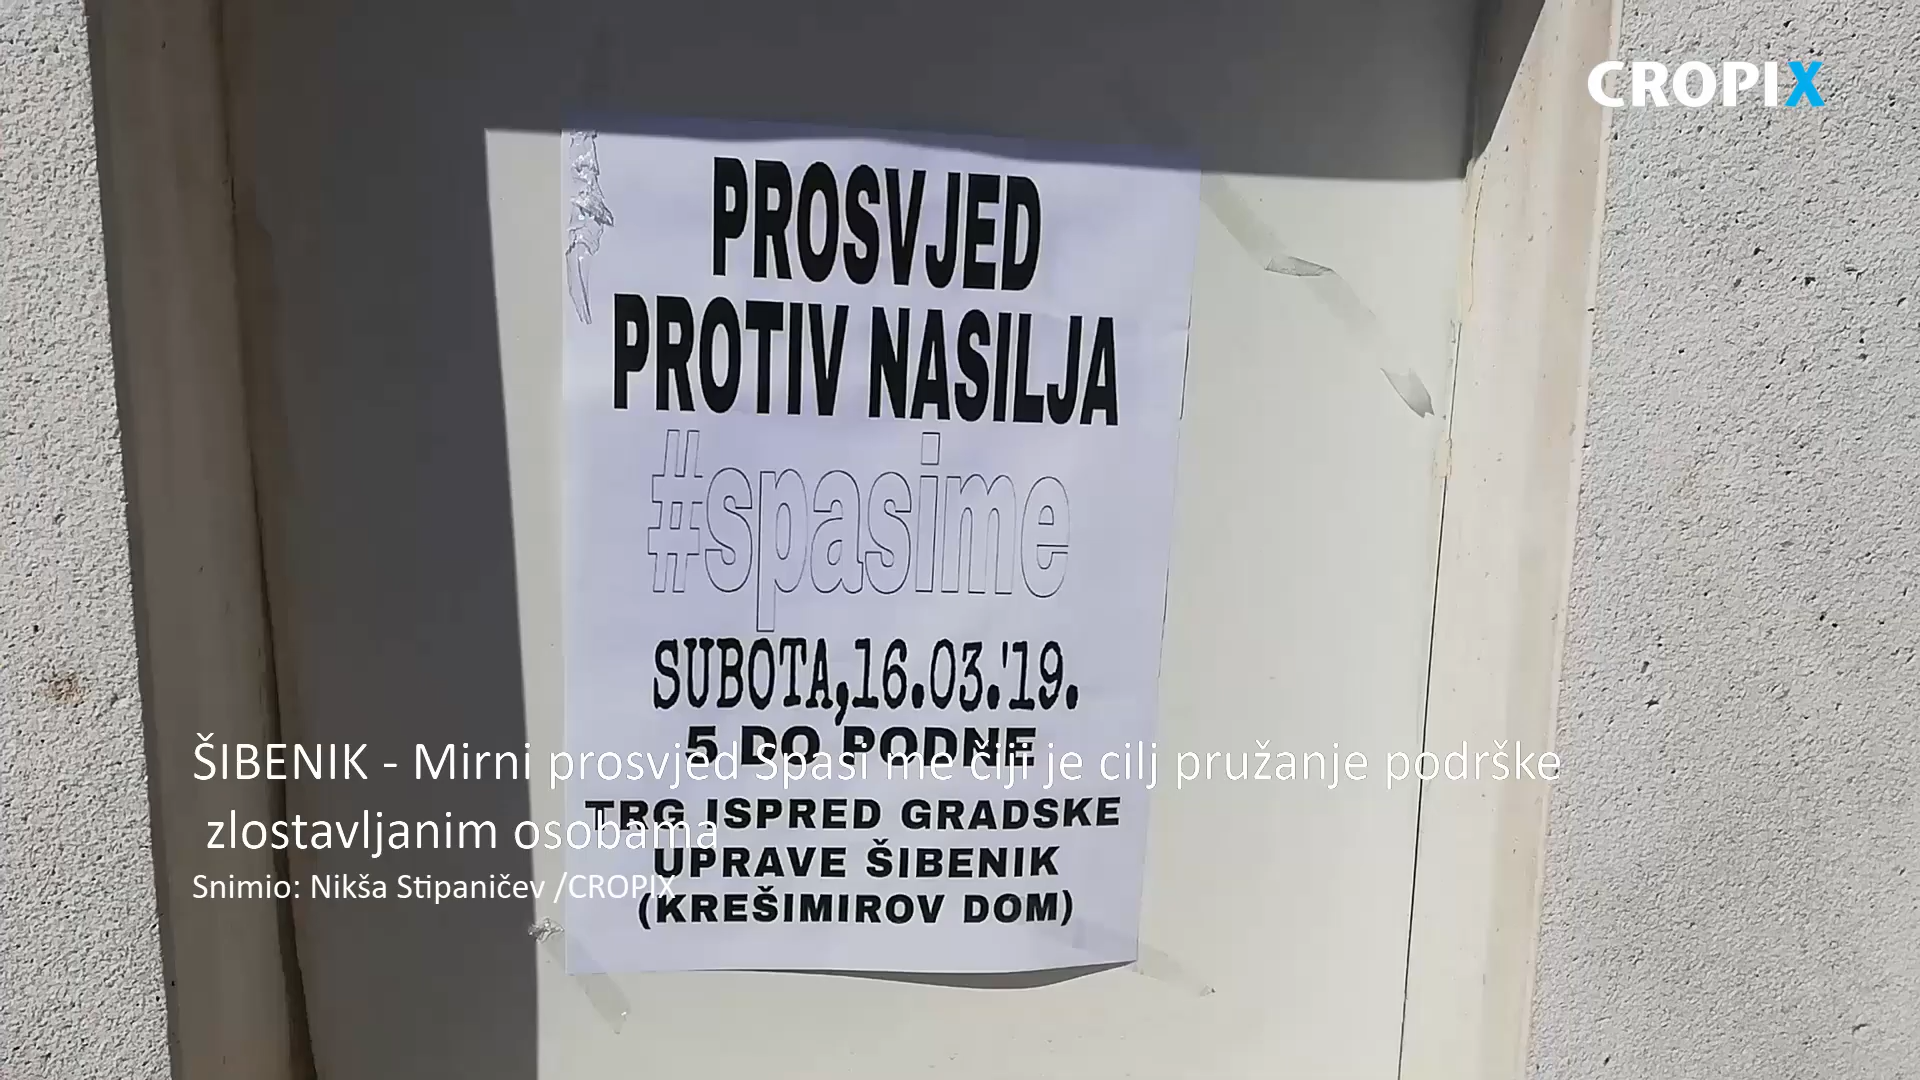 CROPIX
PROSVJED
PROTIV NASILJA
#spasime
SUBOTA,16.03.'19.
5 DO PODNE
ŠIBENIK - Mirni prosvjed Spasi me čiji je cilj pružanje podrške
TRG ISPRED GRADSKE
zlostavljanim osobama
UPRAVE ŠIBENIK
Snimio: Nikša Stipaničev /CROPIX
(KREŠIMIROV DOM)